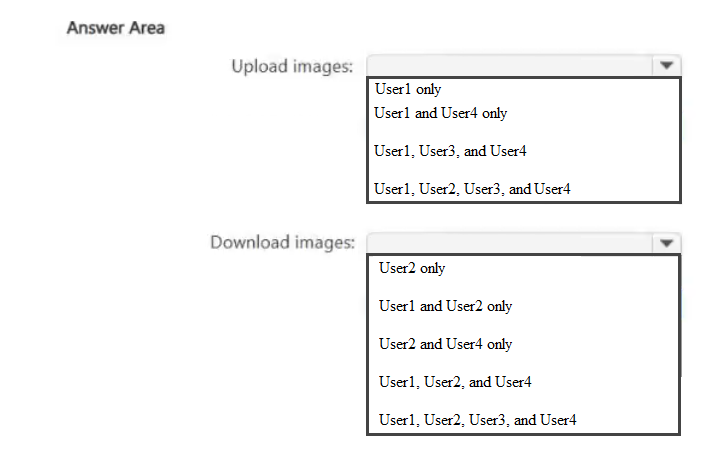 Answer Area
Upload images:
User1 only
User1 and User4 only
User1, User3, and User4
User1, User2, User3, and User4
Download images:
User2 only
User1 and User2 only
User2 and User4 only
User1, User2, and User4
User1, User2, User3, and User4